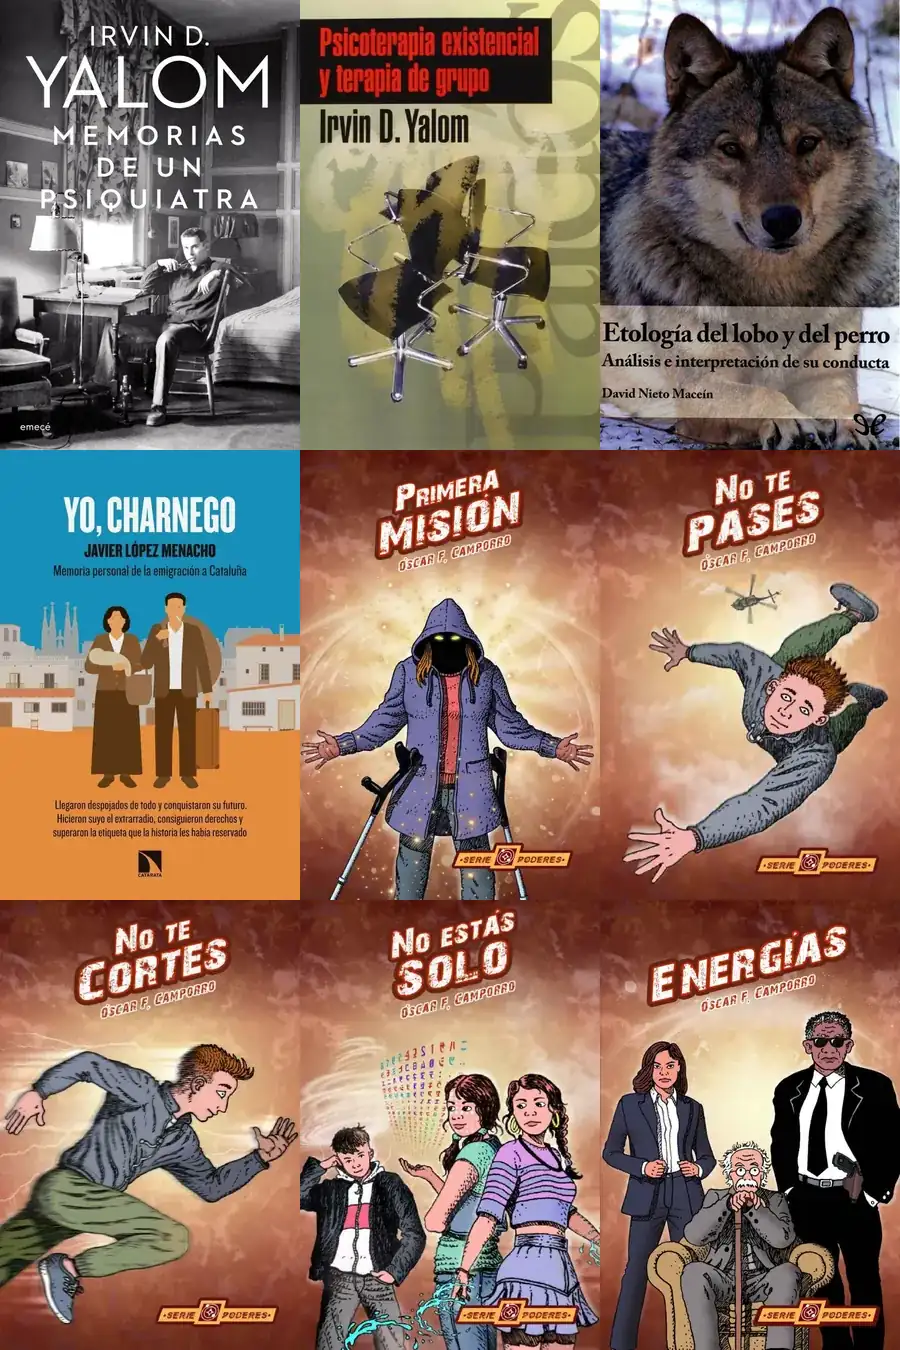 IRVIN D.
YALOM
MEMORIAS
DE UN
PSIQUIATRA
emecé
Psicoterapia existencial
y terapia de grupo
Irvin D. Yalom
Paidós
Etología del lobo y del perro
Análisis e interpretación de su conducta
David Nieto Maceín
YO, CHARNEGO
JAVIER LÓPEZ MENACHO
Memoria personal de la emigración a Cataluña
Llegaron despojados de todo y conquistaron su futuro.
Hicieron suyo el extrarradio, consiguieron derechos y
superaron la etiqueta que la historia les había reservado
CATARATA
PRIMERA
MISIÓN
ÓSCAR F. CAMPORRO
·SERIE PODERES·
NO TE
PASES
ÓSCAR F. CAMPORRO
·SERIE PODERES·
NO TE
CORTES
ÓSCAR F. CAMPORRO
·SERIE PODERES·
NO ESTÁS
SOLO
ÓSCAR F. CAMPORRO
·SERIE PODERES·
ENERGÍAS
ÓSCAR F. CAMPORRO
·SERIE PODERES·